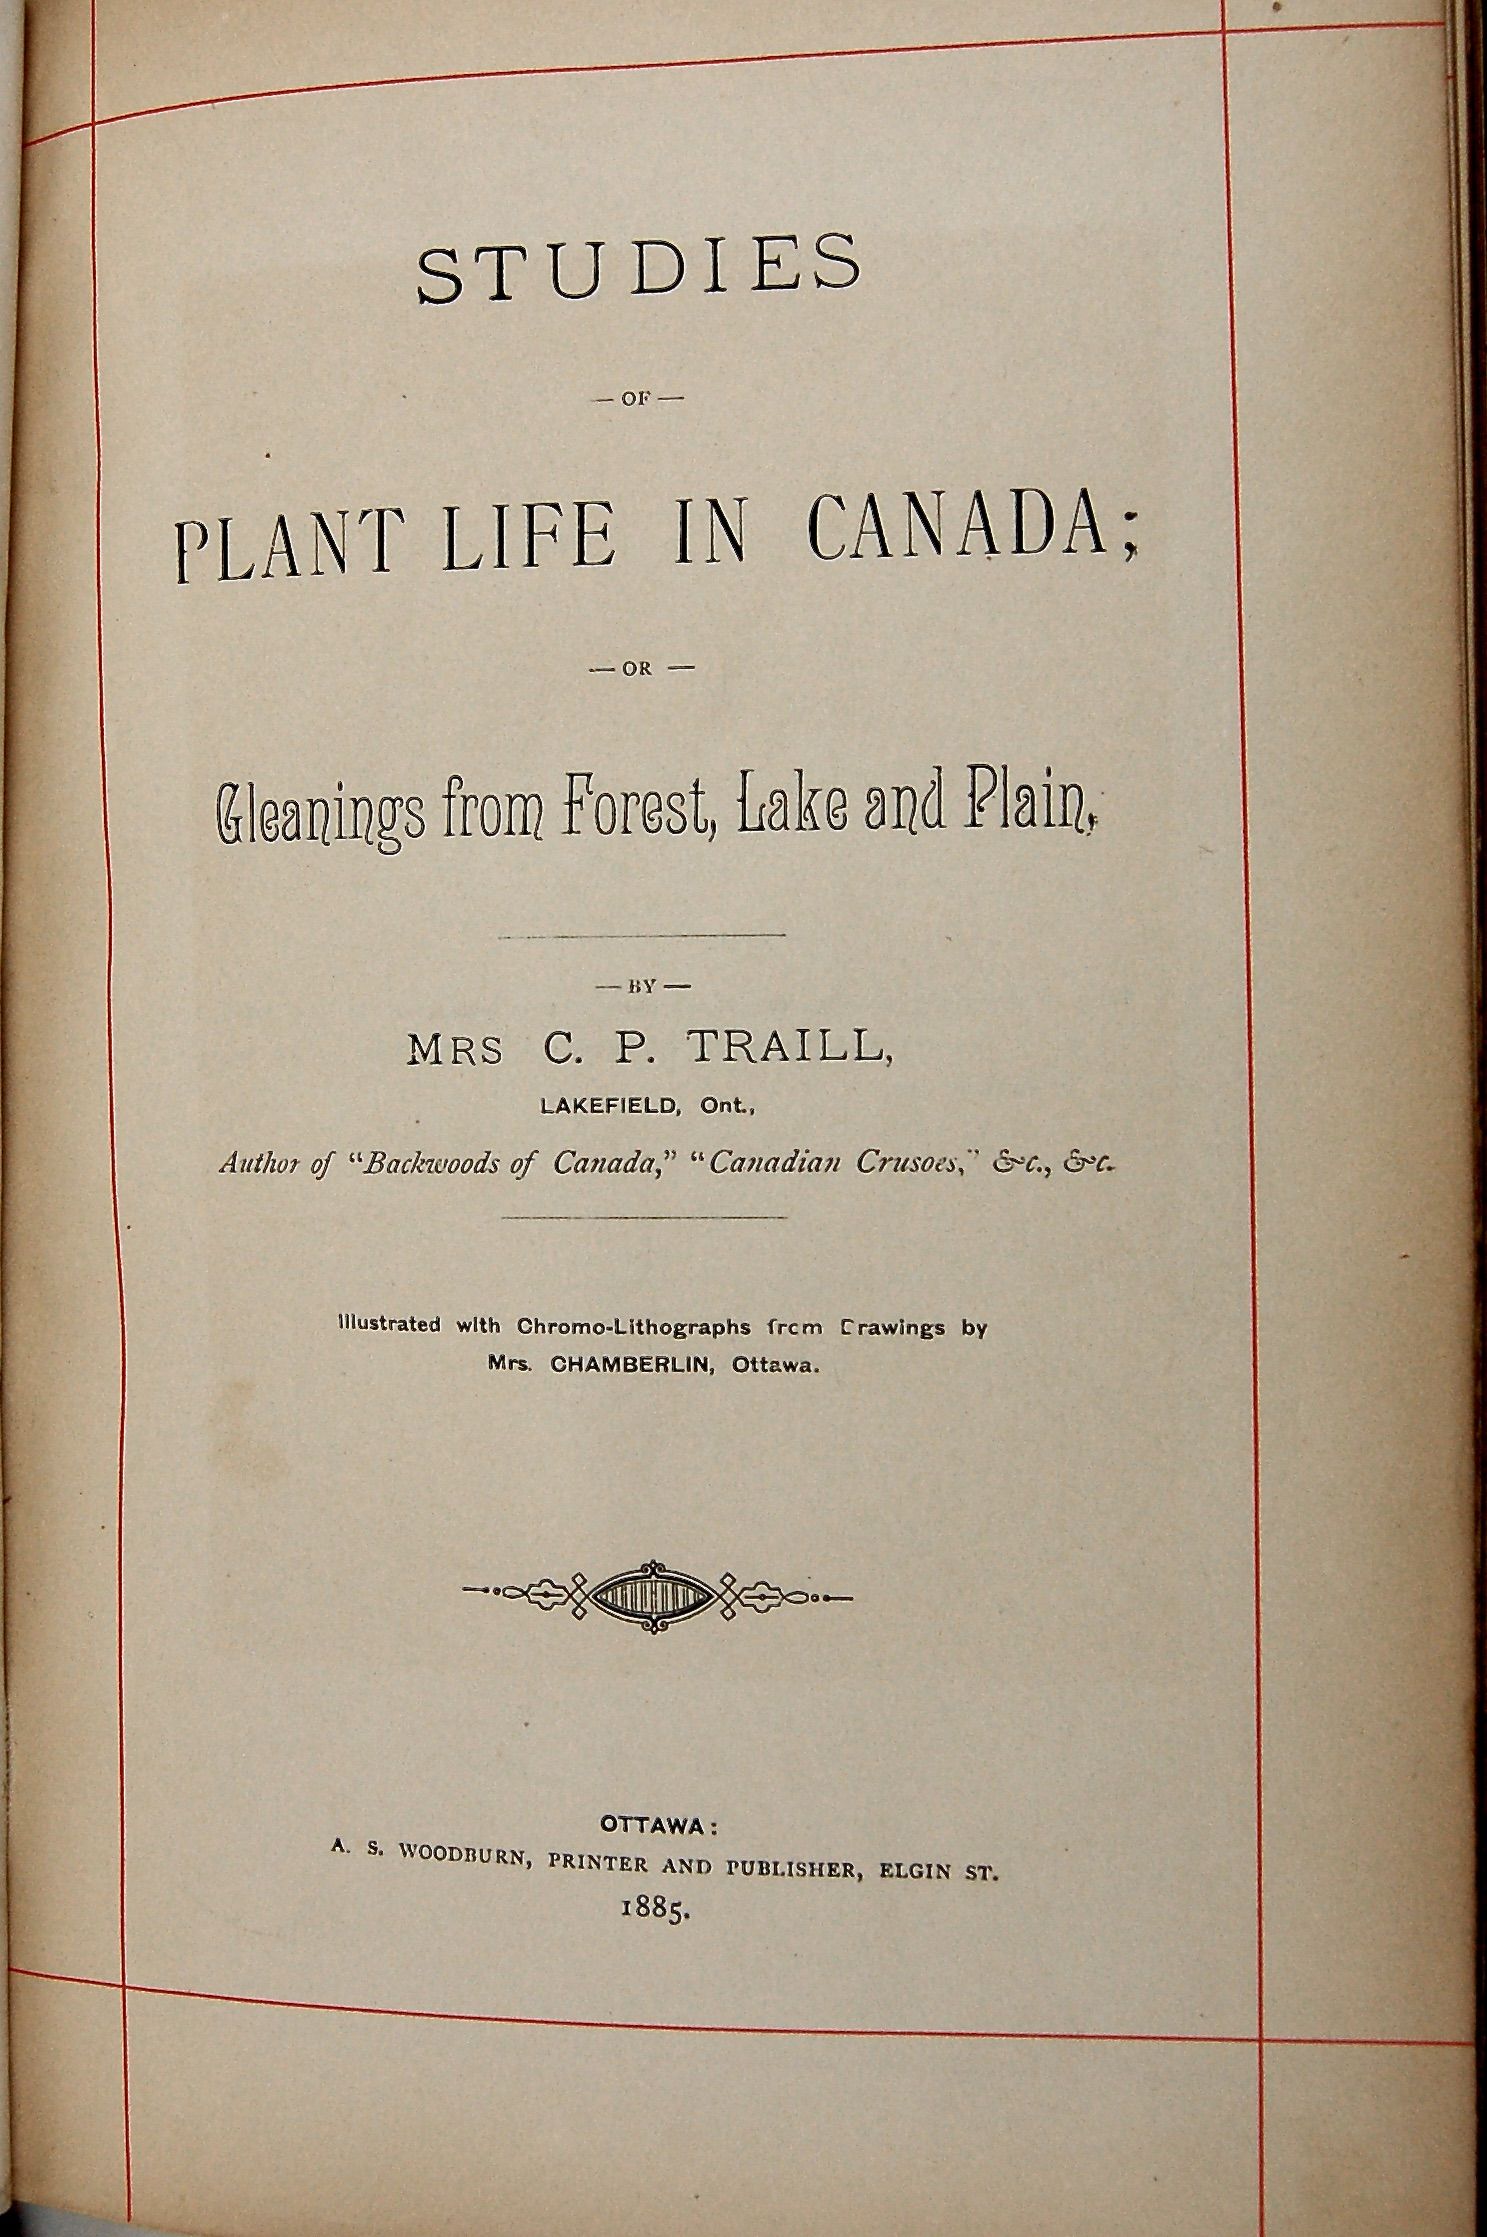 STUDIES
— OF —
PLANT LIFE IN CANADA;
— OR —
Gleanings from Forest, Lake and Plain,
— BY —
MRS C. P. TRAILL,
LAKEFIELD, Ont.,
Author of "Backwoods of Canada," "Canadian Crusoes," &c., &c.
Illustrated with Chromo-Lithographs from Drawings by
Mrs. CHAMBERLIN, Ottawa.
OTTAWA:
A. S. WOODBURN, PRINTER AND PUBLISHER, ELGIN ST.
1885.